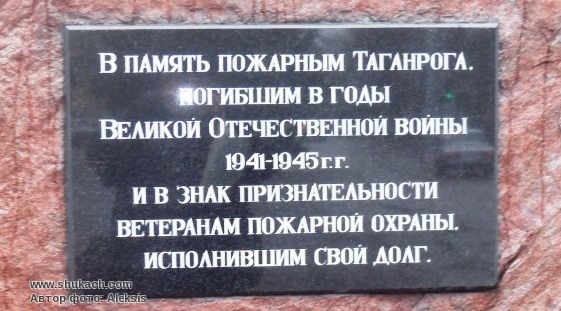 В ПАМЯТЬ ПОЖАРНЫМ ТАГАНРОГА,
ПОГИБШИМ В ГОДЫ
ВЕЛИКОЙ ОТЕЧЕСТВЕННОЙ ВОЙНЫ
1941-1945 г.г.
И В ЗНАК ПРИЗНАТЕЛЬНОСТИ
ВЕТЕРАНАМ ПОЖАРНОЙ ОХРАНЫ,
ИСПОЛНИВШИМ СВОЙ ДОЛГ.
www.shukach.com
Автор фото: Aleksis